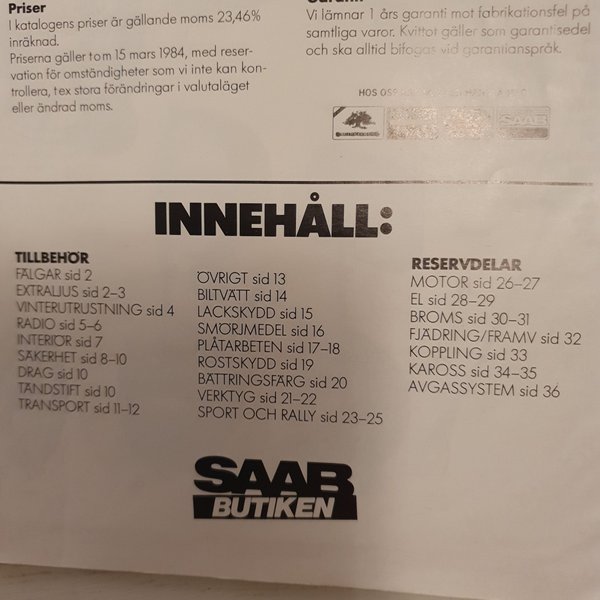 Priser
I katalogens priser är gällande moms 23,46%
inräknad.
Priserna gäller tom 15 mars 1984, med reser-
vation för omständigheter som vi inte kan kon-
trollera, tex stora förändringar i valutaläget
eller ändrad moms.
Vi lämnar 1 års garanti mot fabrikationsfel på
samtliga varor. Kvittot gäller som garantisedel
och ska alltid bifogas vid garantianspråk.
HOS OSS
SAAB
INNEHÅLL:
TILLBEHÖR
FÄLGAR sid 2
EXTRALJUS sid 2–3
VINTERUTRUSTNING sid 4
RADIO sid 5–6
INTERIÖR sid 7
SÄKERHET sid 8–10
DRAG sid 10
TÄNDSTIFT sid 10
TRANSPORT sid 11–12
ÖVRIGT sid 13
BILTVÄTT sid 14
LACKSKYDD sid 15
SMÖRJMEDEL sid 16
PLÅTARBETEN sid 17–18
ROSTSKYDD sid 19
BÄTTRINGSFÄRG sid 20
VERKTYG sid 21–22
SPORT OCH RALLY sid 23–25
RESERVDELAR
MOTOR sid 26–27
EL sid 28–29
BROMS sid 30–31
FJÄDRING/FRAMV sid 32
KOPPLING sid 33
KAROSS sid 34–35
AVGASSYSTEM sid 36
SAAB
BUTIKEN